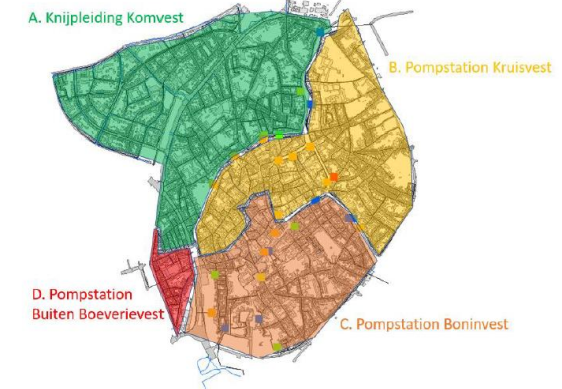 A. Knijpleiding Komvest
B. Pompstation Kruisvest
D. Pompstation
Buiten Boeverievest
C. Pompstation Boninvest